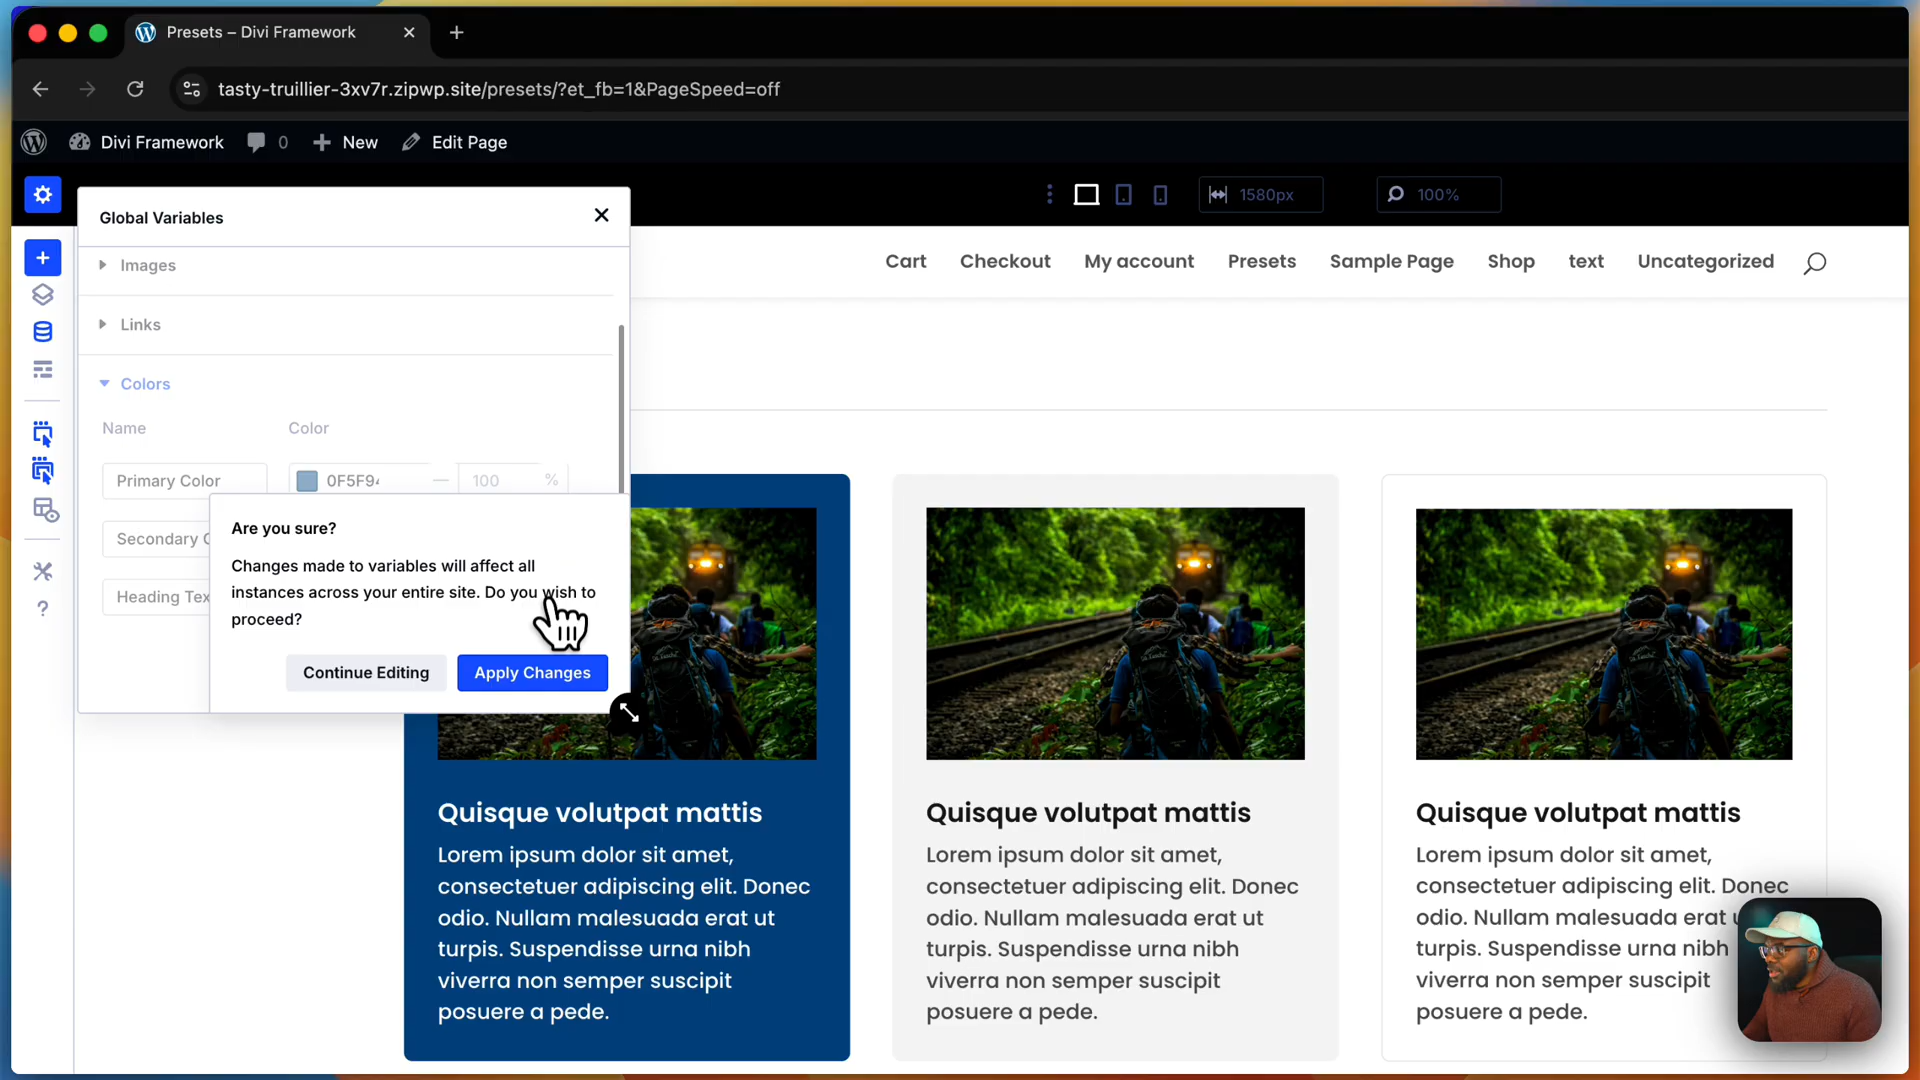 Presets – Divi Framework
tasty-truillier-3xv7r.zipwp.site/presets/?et_fb=1&PageSpeed=off
Divi Framework 0 New Edit Page
Global Variables
1580px 100%
Cart Checkout My account Presets Sample Page Shop text Uncategorized
Images
Links
Colors
Name Color
Primary Color 0F5F9 100 %
Secondary C
Heading Tex
Are you sure?
Changes made to variables will affect all
instances across your entire site. Do you wish to
proceed?
Continue Editing Apply Changes
Quisque volutpat mattis
Lorem ipsum dolor sit amet,
consectetuer adipiscing elit. Donec
odio. Nullam malesuada erat ut
turpis. Suspendisse urna nibh
viverra non semper suscipit
posuere a pede.
Quisque volutpat mattis
Lorem ipsum dolor sit amet,
consectetuer adipiscing elit. Donec
odio. Nullam malesuada erat ut
turpis. Suspendisse urna nibh
viverra non semper suscipit
posuere a pede.
Quisque volutpat mattis
Lorem ipsum dolor sit amet,
consectetuer adipiscing elit. Donec
odio. Nullam malesuada erat
turpis. Suspendisse urna nibh
viverra non semper suscipit
posuere a pede.